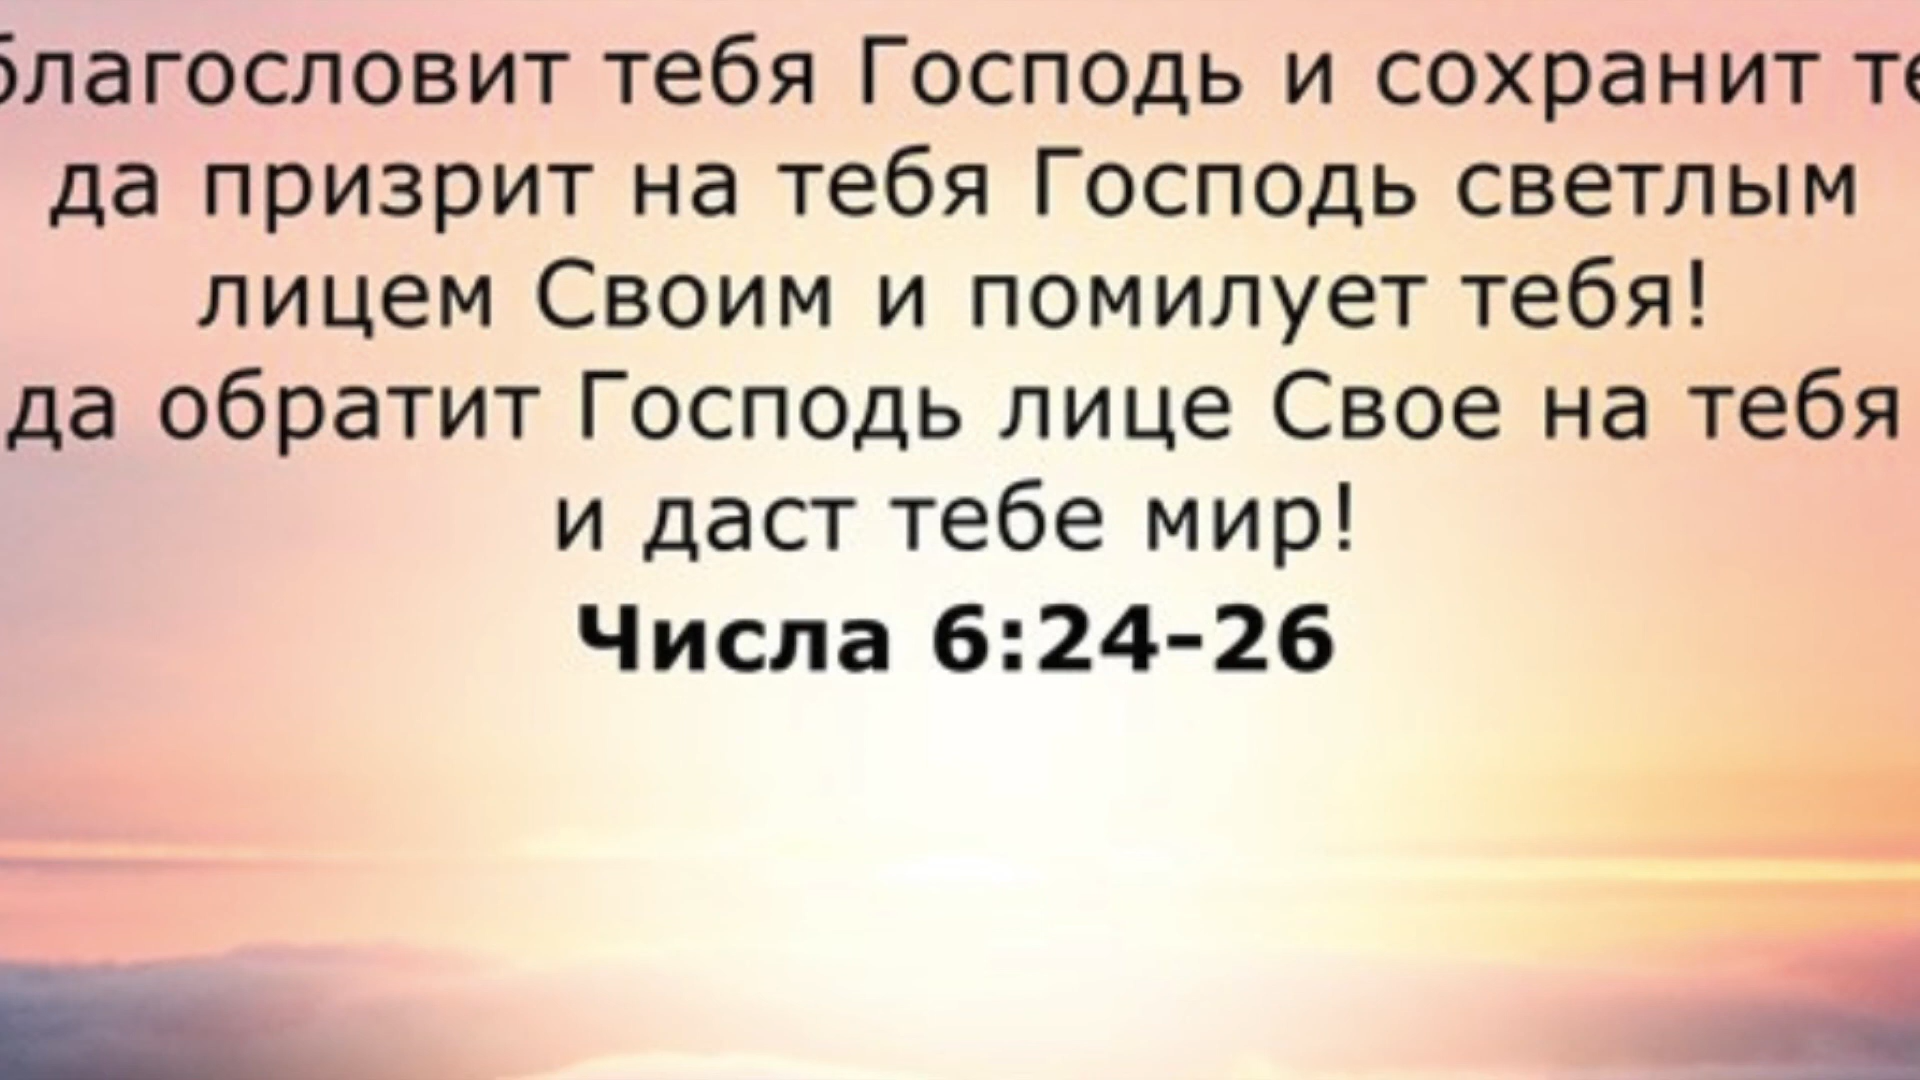 благословит тебя Господь и сохранит те
да призрит на тебя Господь светлым
лицем Своим и помилует тебя!
да обратит Господь лице Свое на тебя
и даст тебе мир!
Числа 6:24-26